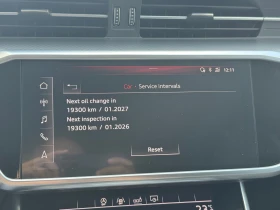 12:11
Car · Service intervals
Next oil change in
19300 km / 01.2027
Next inspection in
19300 km / 01.2026
Reset
23